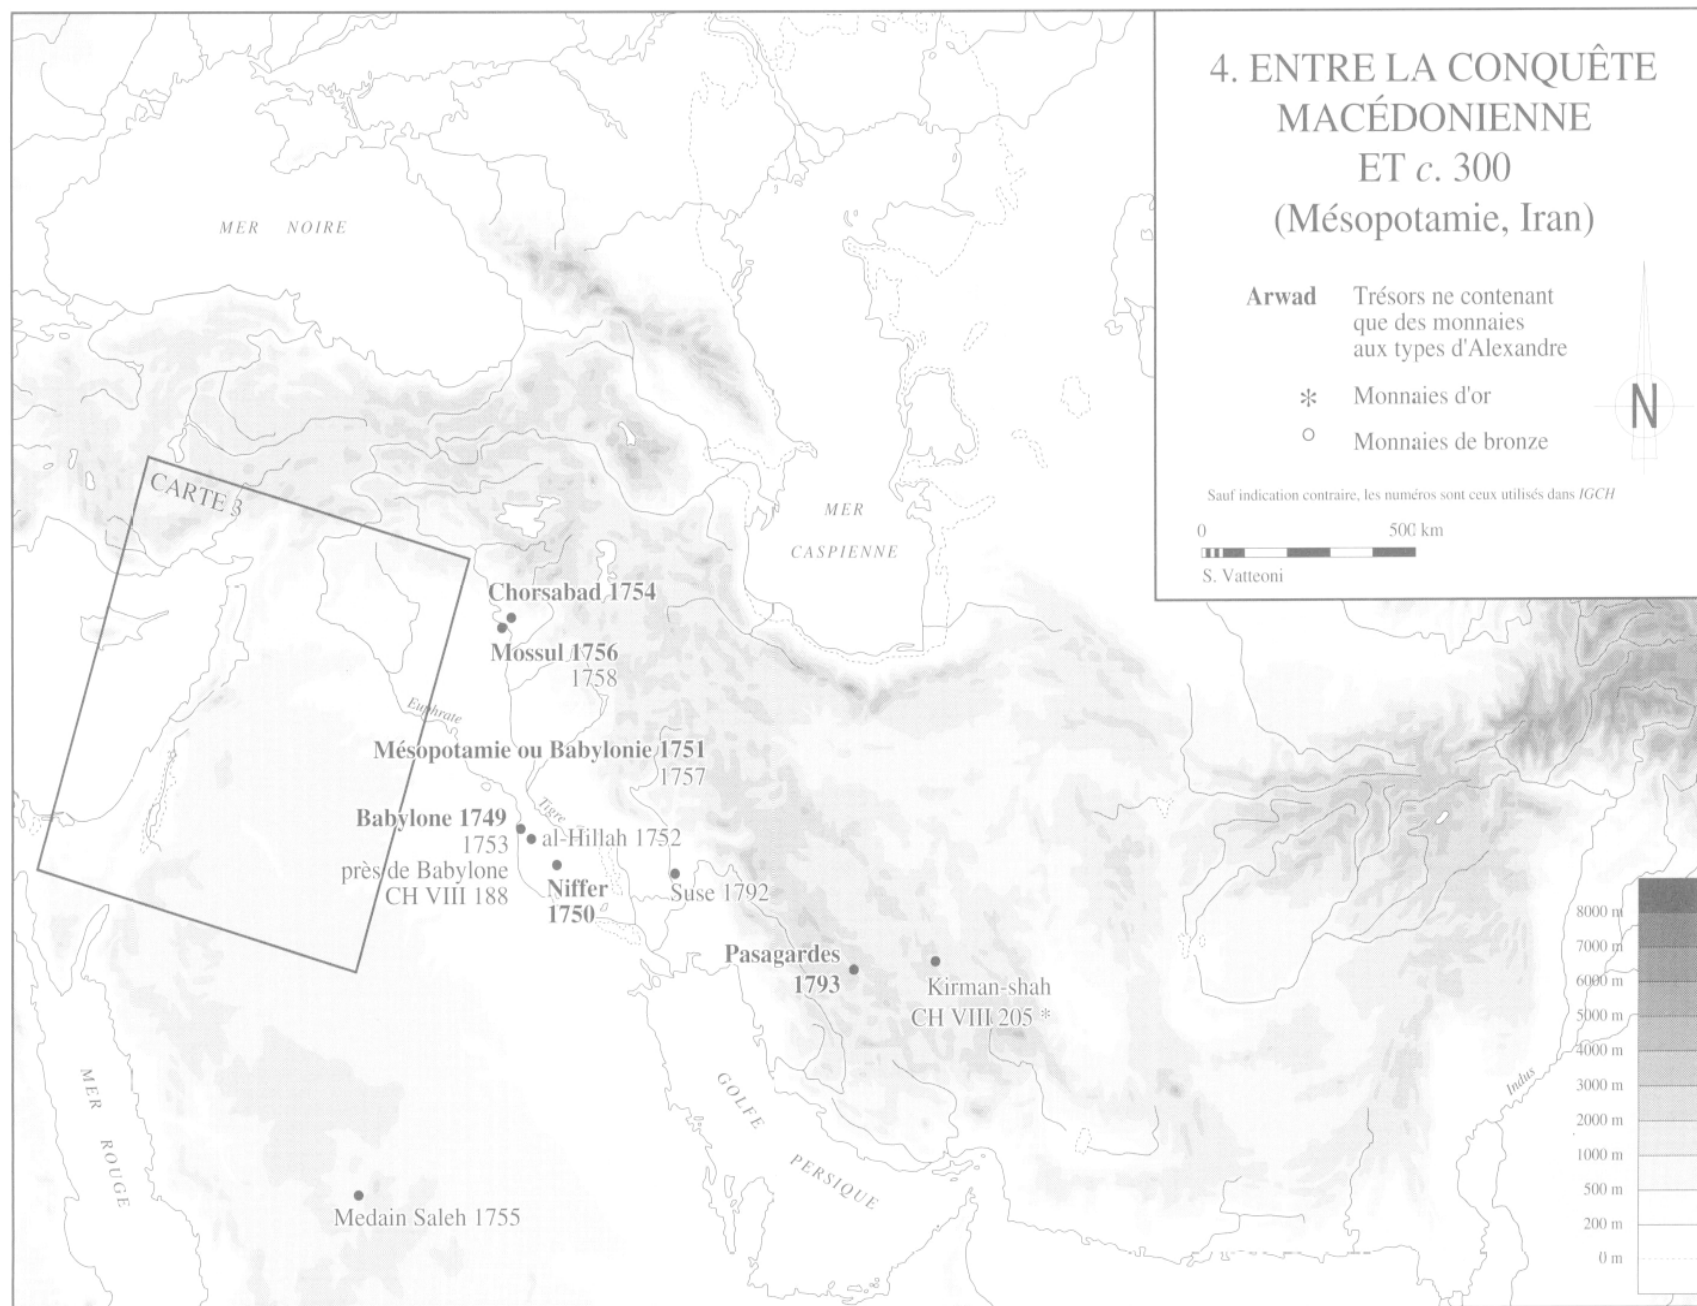 4. ENTRE LA CONQUÊTE
MACÉDONIENNE
ET c. 300
(Mésopotamie, Iran)
Arwad Trésors ne contenant
que des monnaies
aux types d'Alexandre
* Monnaies d'or
Monnaies de bronze
N
Sauf indication contraire, les numéros sont ceux utilisés dans IGCH
0 500 km
S. Vatteoni
MER NOIRE
CARTE 3
MER
CASPIENNE
Chorsabad 1754
Mossul 1756
1758
Euphrate
Mésopotamie ou Babylonie 1751
1757
Tigre
Babylone 1749
1753
al-Hillah 1752
près de Babylone
CH VIII 188
Niffer
1750
Suse 1792
Pasagardes
1793
Kirman-shah
CH VIII 205 *
GOLFE
PERSIQUE
MER ROUGE
Medain Saleh 1755
Indus
8000 m
7000 m
6000 m
5000 m
4000 m
3000 m
2000 m
1000 m
500 m
200 m
0 m